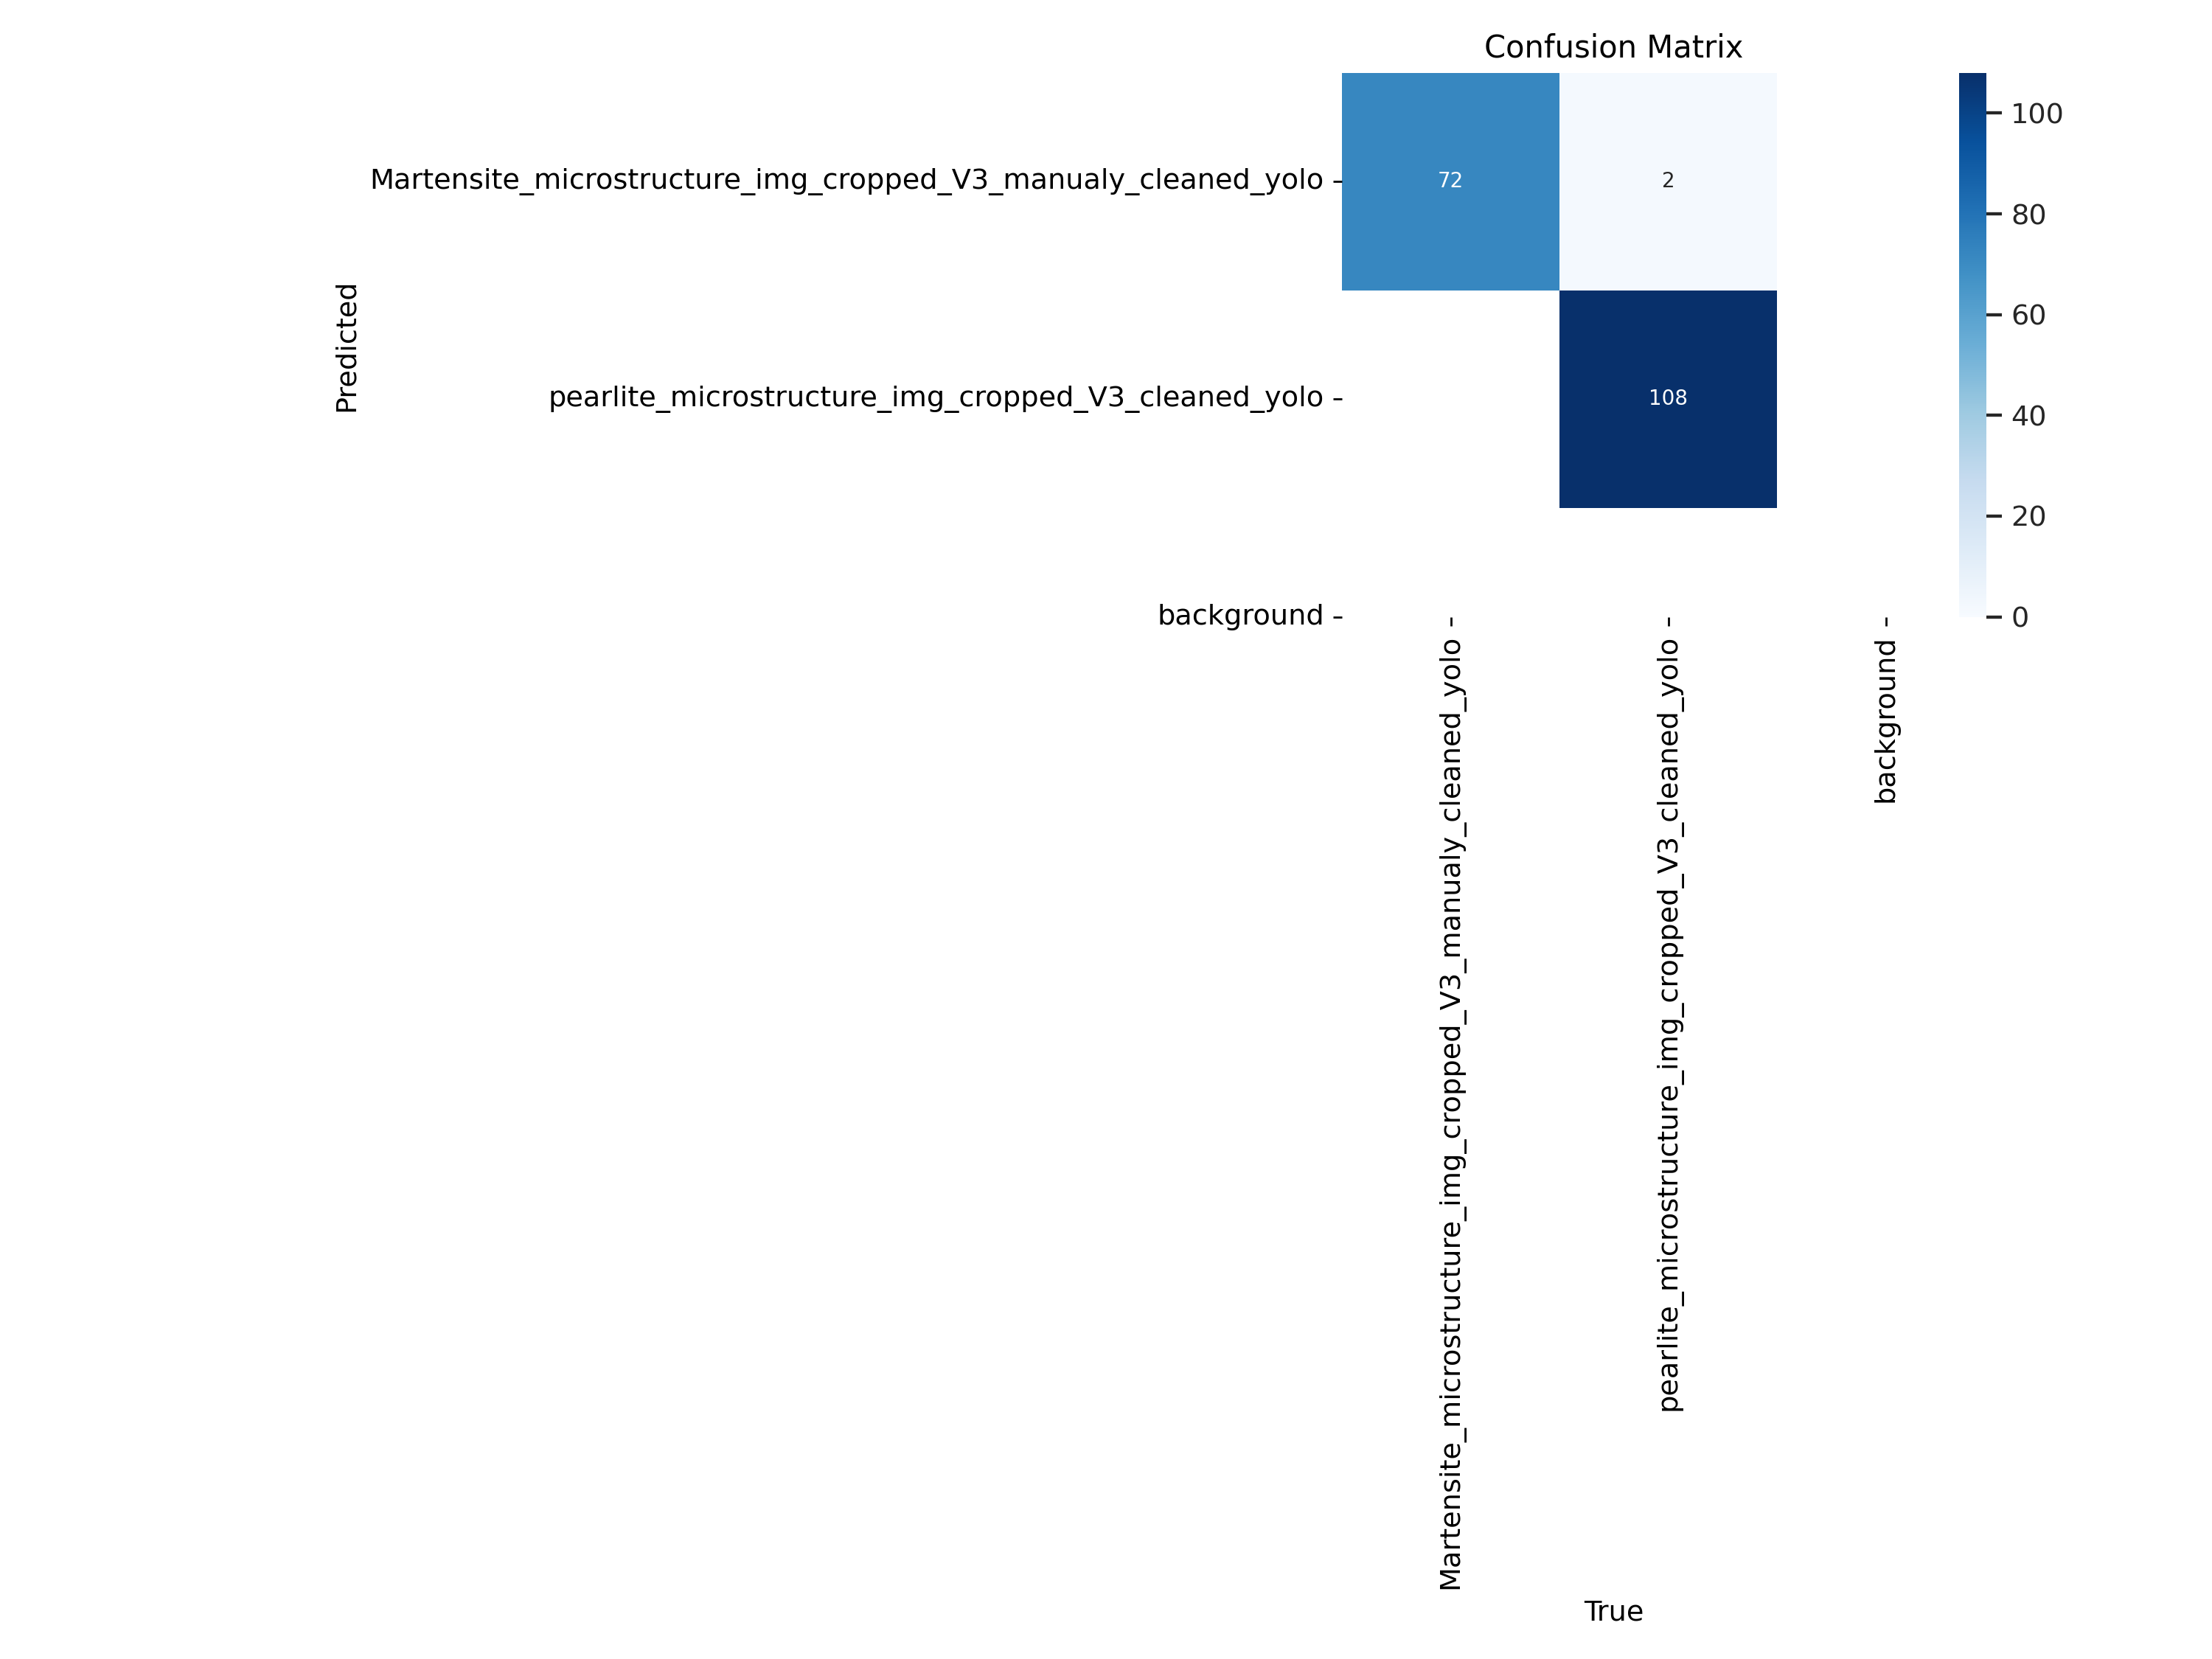 Confusion Matrix
Martensite_microstructure_img_cropped_V3_manualy_cleaned_yolo
72
2
100
80
Predicted
60
pearlite_microstructure_img_cropped_V3_cleaned_yolo
108
40
20
background
0
Martensite_microstructure_img_cropped_V3_manualy_cleaned_yolo
pearlite_microstructure_img_cropped_V3_cleaned_yolo
background
True